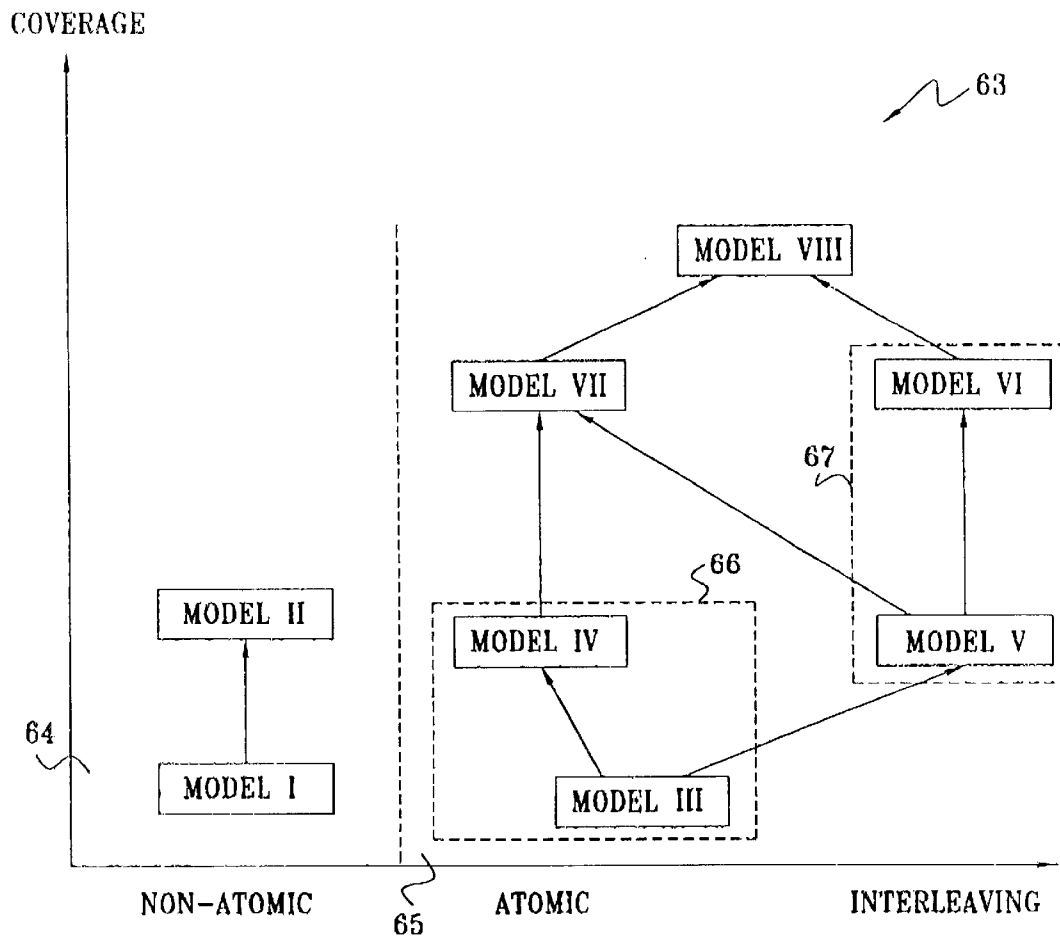 COVERAGE
63
MODEL VIII
MODEL VII
MODEL VI
67
66
MODEL II
MODEL IV
MODEL V
64
MODEL I
MODEL III
NON-ATOMIC
65
ATOMIC
INTERLEAVING